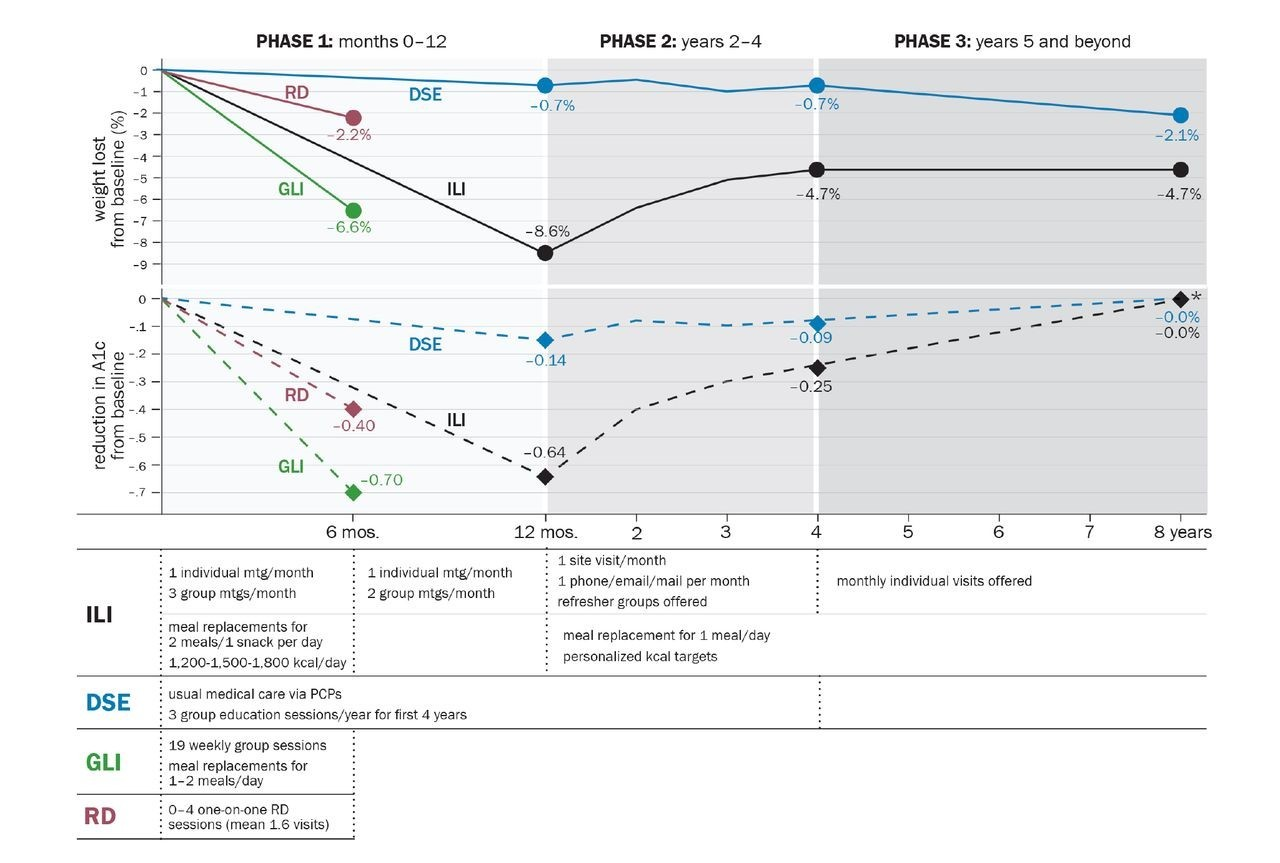 PHASE 1: months 0–12
PHASE 2: years 2–4
PHASE 3: years 5 and beyond
weight lost
from baseline (%)
0
–1
–2
–3
–4
–5
–6
–7
–8
–9
RD
DSE
GLI
ILI
–2.2%
–6.6%
–0.7%
–8.6%
–0.7%
–4.7%
–2.1%
–4.7%
reduction in A1c
from baseline
0
–.1
–.2
–.3
–.4
–.5
–.6
–.7
DSE
RD
ILI
GLI
–0.40
–0.70
–0.14
–0.64
–0.09
–0.25
*
–0.0%
–0.0%
6 mos.
12 mos.
2
3
4
5
6
7
8 years
ILI
1 individual mtg/month
3 group mtgs/month
1 individual mtg/month
2 group mtgs/month
1 site visit/month
1 phone/email/mail per month
refresher groups offered
monthly individual visits offered
meal replacements for
2 meals/1 snack per day
1,200-1,500-1,800 kcal/day
meal replacement for 1 meal/day
personalized kcal targets
DSE
usual medical care via PCPs
3 group education sessions/year for first 4 years
GLI
19 weekly group sessions
meal replacements for
1–2 meals/day
RD
0–4 one-on-one RD
sessions (mean 1.6 visits)